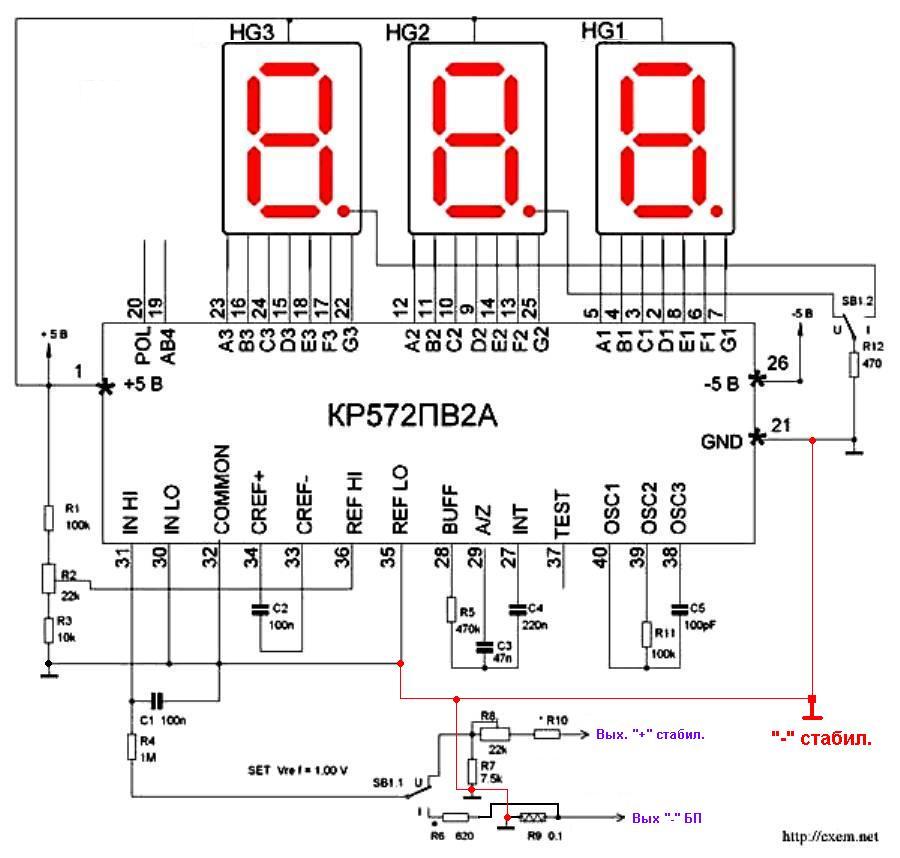 HG3 HG2 HG1
20 19 23 16 24 15 18 17 22 12 11 10 9 14 13 25 5 4 3 2 8 6 7
POL AB4 A3 B3 C3 D3 E3 F3 G3 A2 B2 C2 D2 E2 F2 G2 A1 B1 C1 D1 E1 F1 G1
SB1.2
U I
+5 В
-5 В
R12
470
1
+5 В
-5 В
26
КР572ПВ2А
GND
21
IN HI IN LO COMMON CREF+ CREF- REF HI REF LO BUFF A/Z INT TEST OSC1 OSC2 OSC3
31 30 32 34 33 36 35 28 29 27 37 40 39 38
R1
100k
R2
22k
R3
10k
C2
100n
R5
470k
C3
47n
C4
220n
R11
100k
C5
100pF
C1 100n
R4
1M
SET Vref = 1.00 V
SB1.1 U
I
R8
22k
* R10
Вых. "+" стабил.
R7
7.5k
"-" стабил.
R6 620
R9 0.1
Вых "-" БП
http://cxem.net